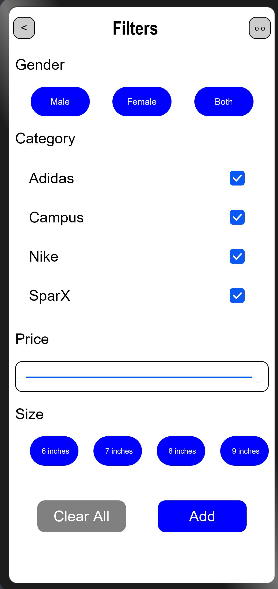 < Filters
Gender
Male Female Both
Category
Adidas
Campus
Nike
SparX
Price
Size
6 inches 7 inches 8 inches 9 inches
Clear All Add